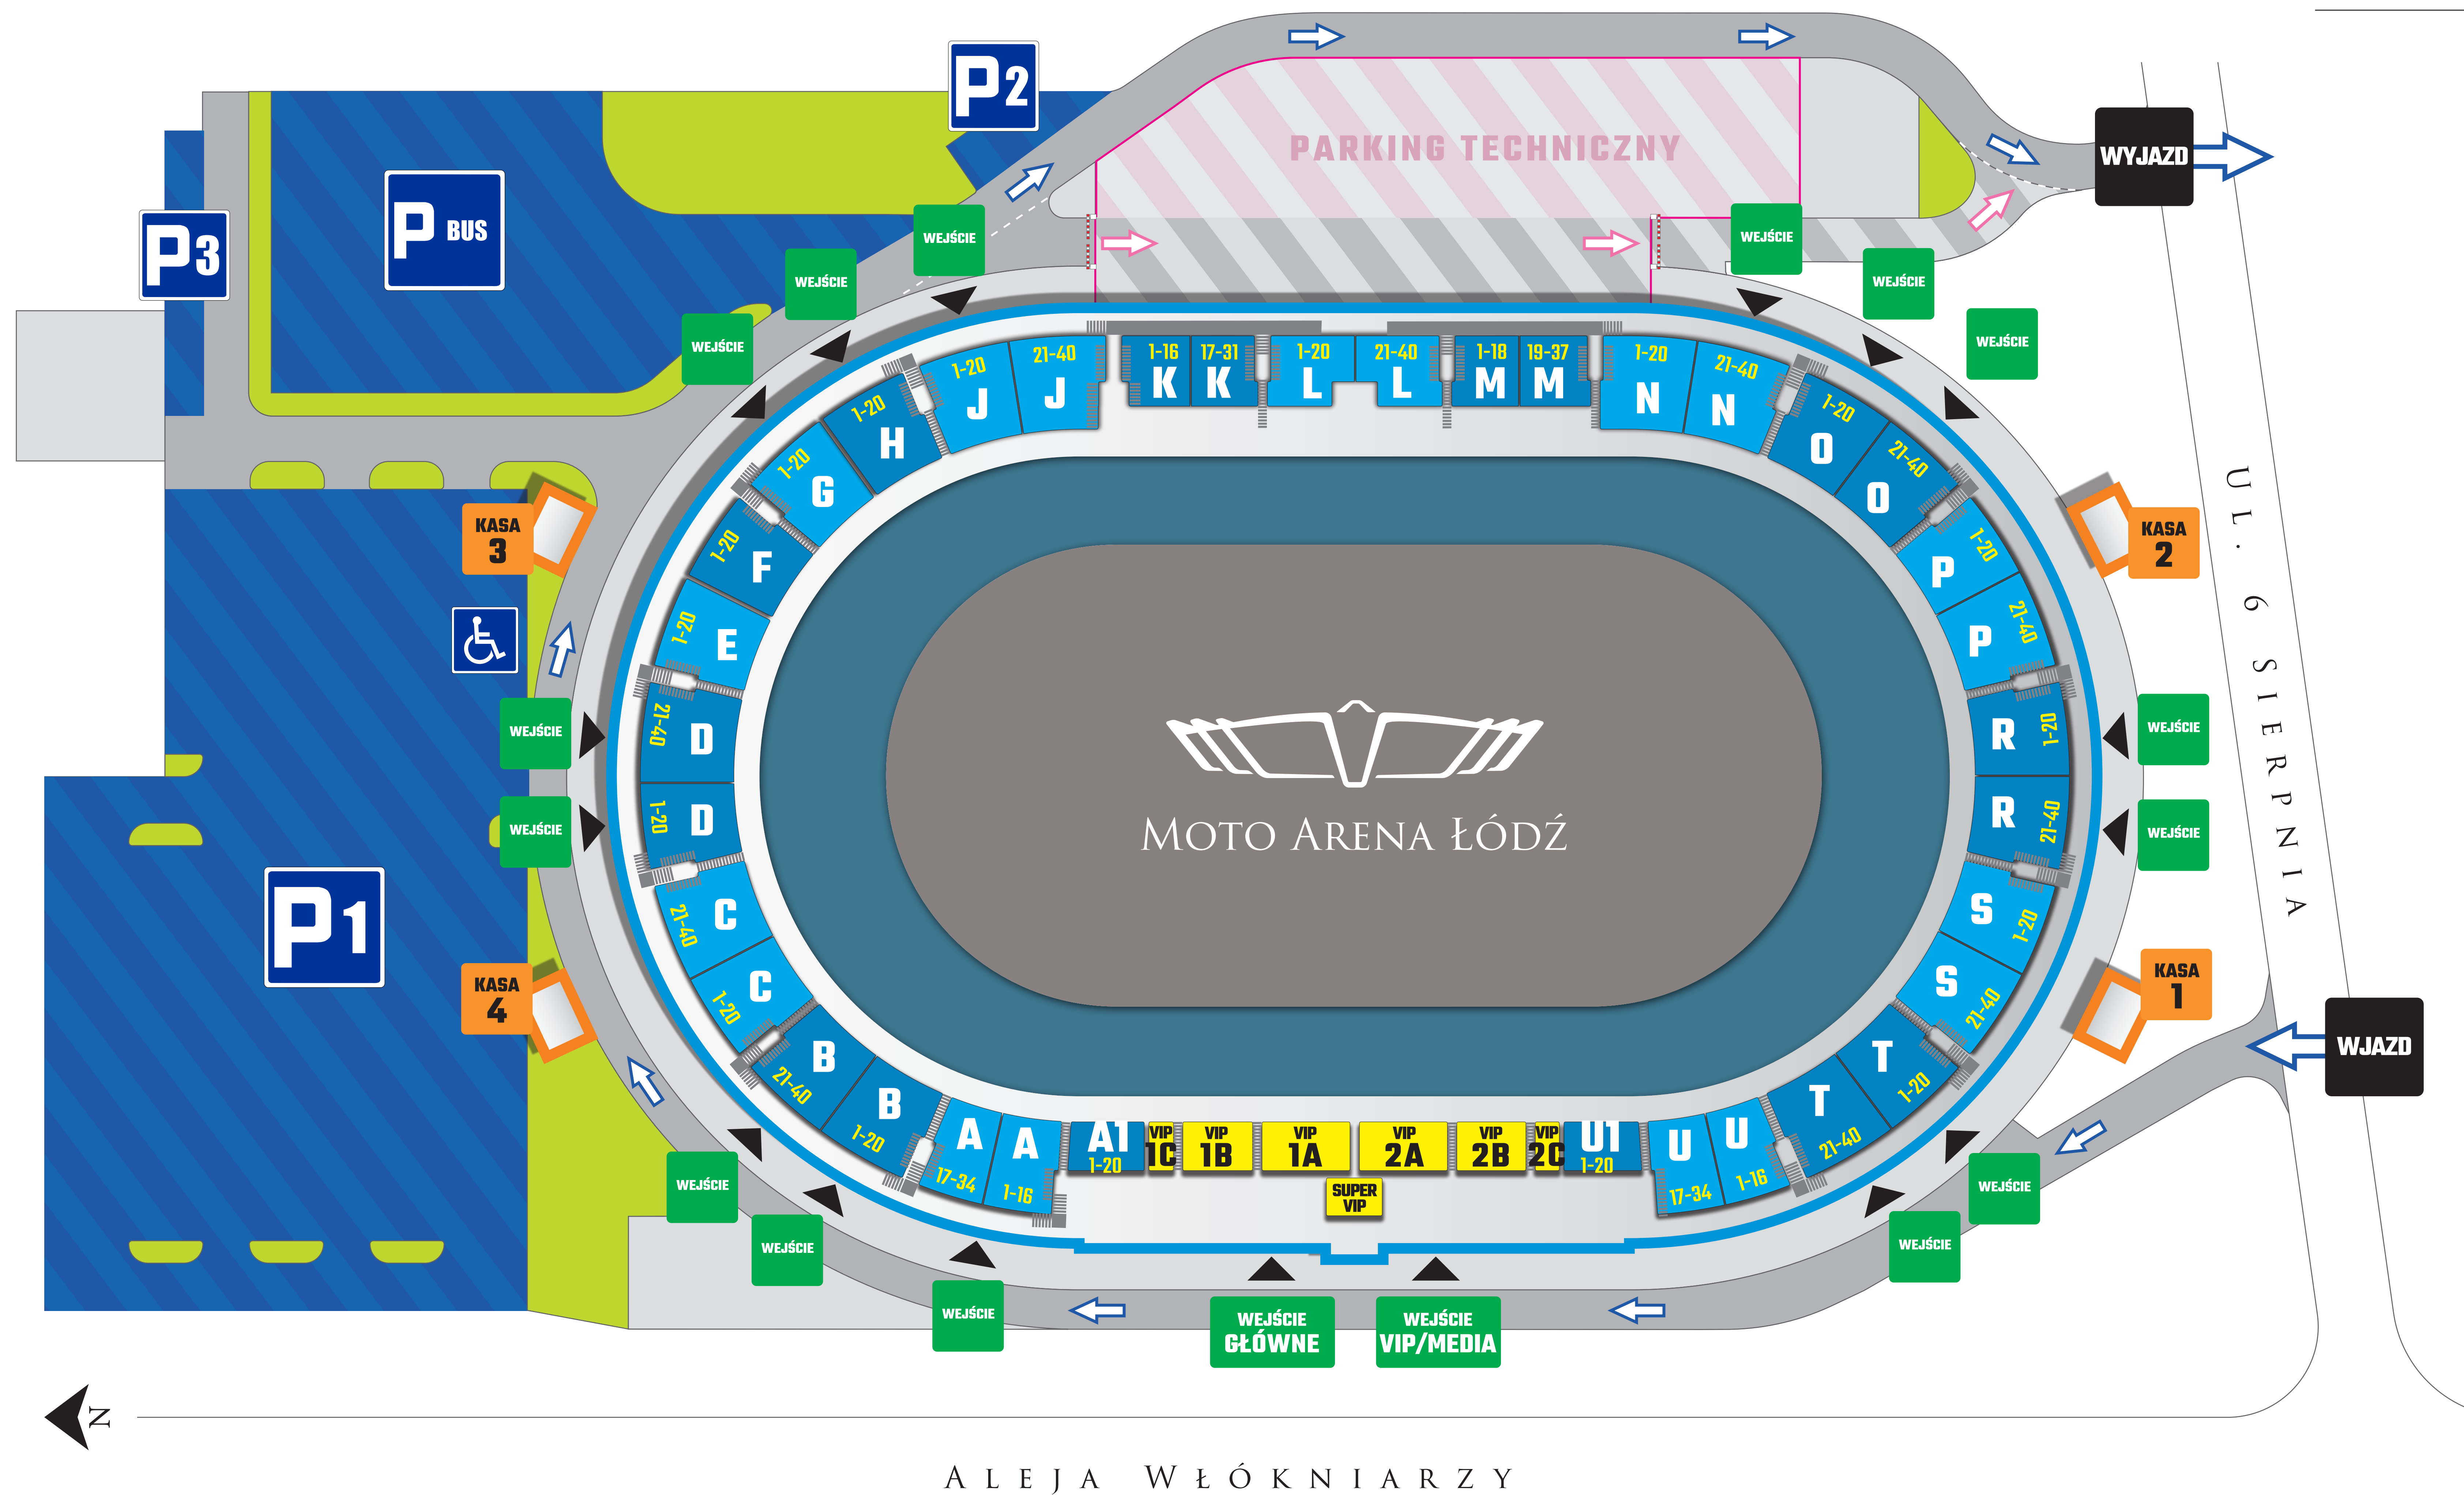 P2
PARKING TECHNICZNY
WYJAZD
P BUS
P3
WEJŚCIE
WEJŚCIE
WEJŚCIE
WEJŚCIE
WEJŚCIE
WEJŚCIE
1-20
J
21-40
J
1-16
K
17-31
K
1-20
L
21-40
L
1-18
M
19-37
M
1-20
N
21-40
N
1-20
H
1-20
G
1-20
F
1-20
E
21-40
D
1-20
D
21-40
C
1-20
C
21-40
B
B
1-20
1-20
O
21-40
O
1-20
P
21-40
P
R
1-20
R
21-40
S
1-20
S
21-40
T
1-20
T
21-40
KASA
3
KASA
2
KASA
4
KASA
1
WEJŚCIE
WEJŚCIE
WEJŚCIE
WEJŚCIE
P1
MOTO ARENA ŁÓDŹ
UL. 6 SIERPNIA
WJAZD
A
17-34
A
1-16
A1
1-20
VIP
1C
VIP
1B
VIP
1A
VIP
2A
VIP
2B
VIP
2C
U1
1-20
U
17-34
U
1-16
SUPER
VIP
WEJŚCIE
WEJŚCIE
WEJŚCIE
WEJŚCIE
WEJŚCIE
WEJŚCIE
GŁÓWNE
WEJŚCIE
VIP/MEDIA
N
ALEJA WŁÓKNIARZY